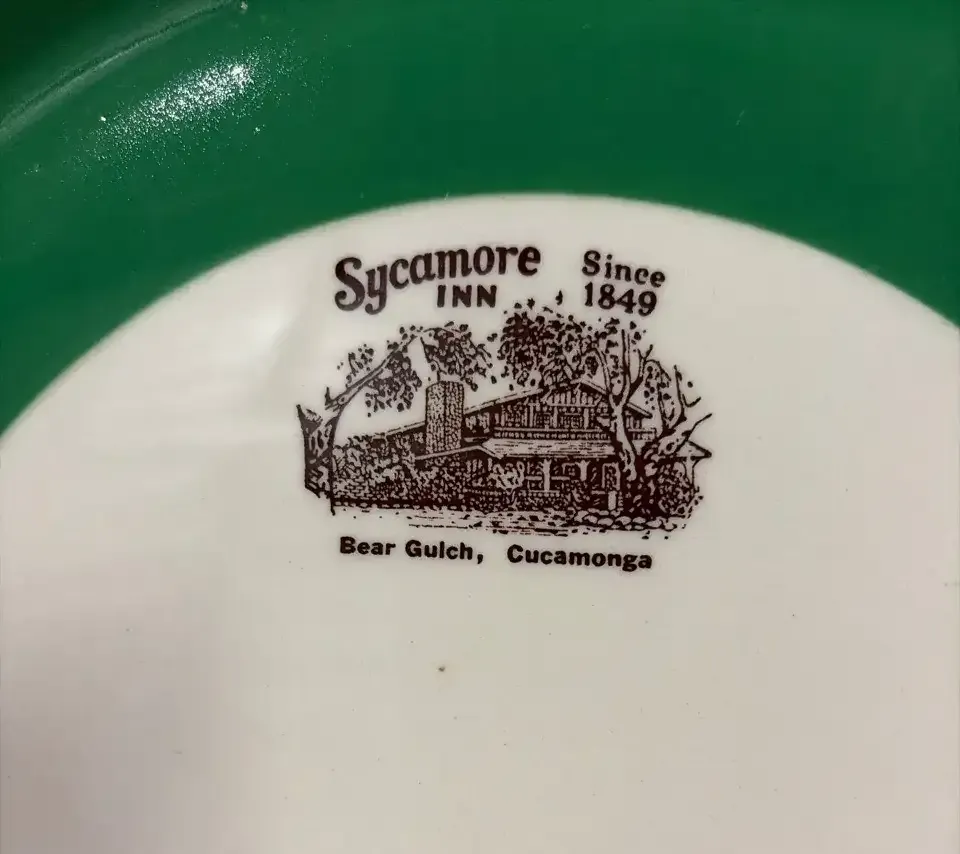 Sycamore
INN
Since
1849
Bear Gulch, Cucamonga